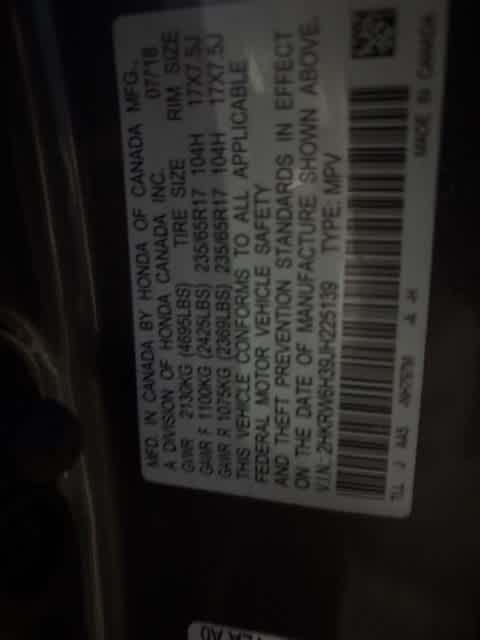 MFD. IN CANADA BY HONDA OF CANADA MFG.,
A DIVISION OF HONDA CANADA INC. 07/18
GVWR 2130KG (4695LBS) TIRE SIZE RIM SIZE
GAWR F 1100KG (2425LBS) 235/65R17 104H 17X7.5J
GAWR R 1075KG (2369LBS) 235/65R17 104H 17X7.5J
THIS VEHICLE CONFORMS TO ALL APPLICABLE
FEDERAL MOTOR VEHICLE SAFETY
AND THEFT PREVENTION STANDARDS IN EFFECT
ON THE DATE OF MANUFACTURE SHOWN ABOVE.
V.I.N: 2HKRW6H39JH225139 TYPE: MPV
TLL J AA5
MADE IN CANADA